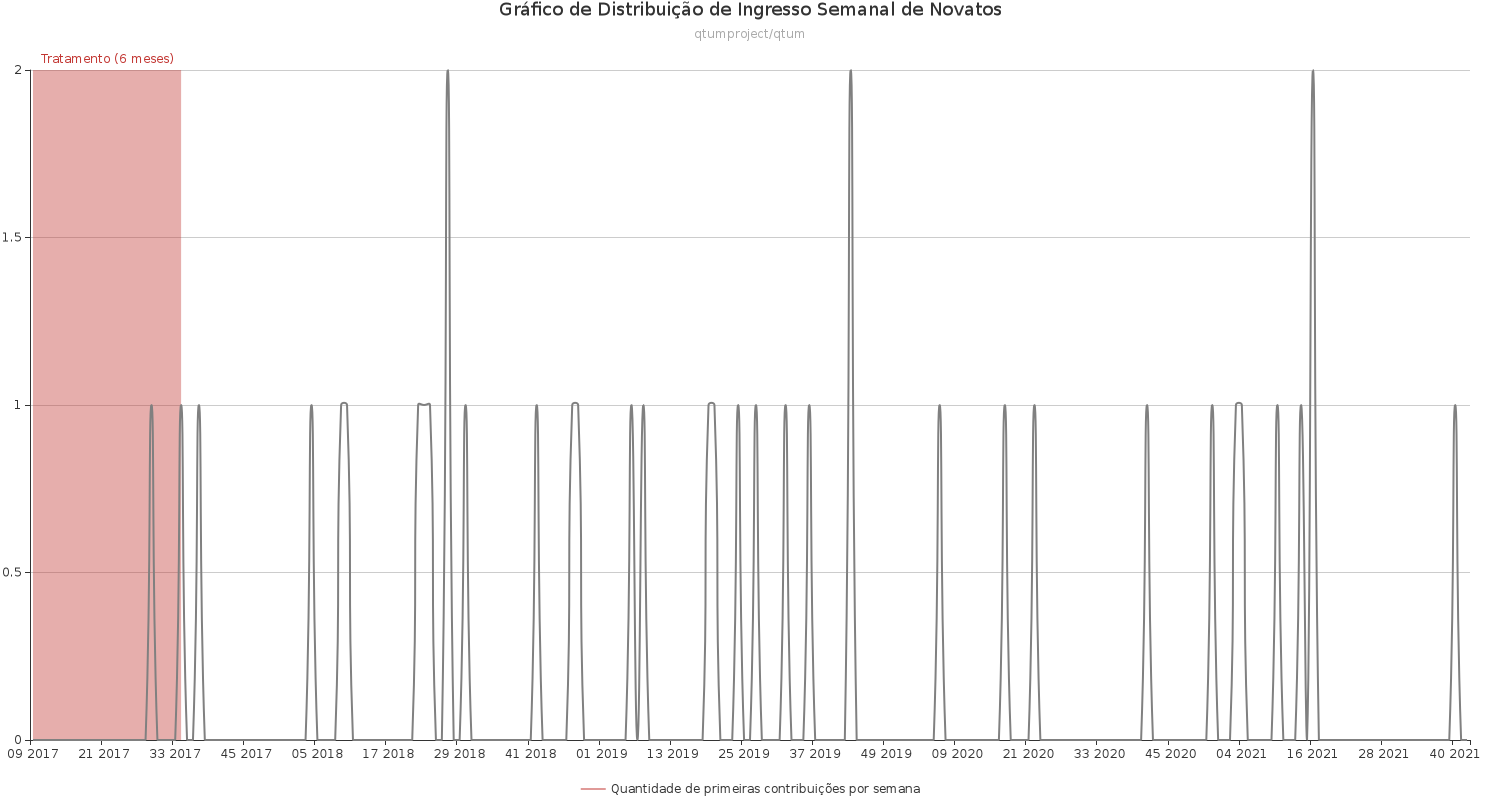 Gráfico de Distribuição de Ingresso Semanal de Novatos
qtumproject/qtum
Tratamento (6 meses)
2
1.5
1
0.5
0
09 2017 21 2017 33 2017 45 2017 05 2018 17 2018 29 2018 41 2018 01 2019 13 2019 25 2019 37 2019 49 2019 09 2020 21 2020 33 2020 45 2020 04 2021 16 2021 28 2021 40 2021
Quantidade de primeiras contribuições por semana